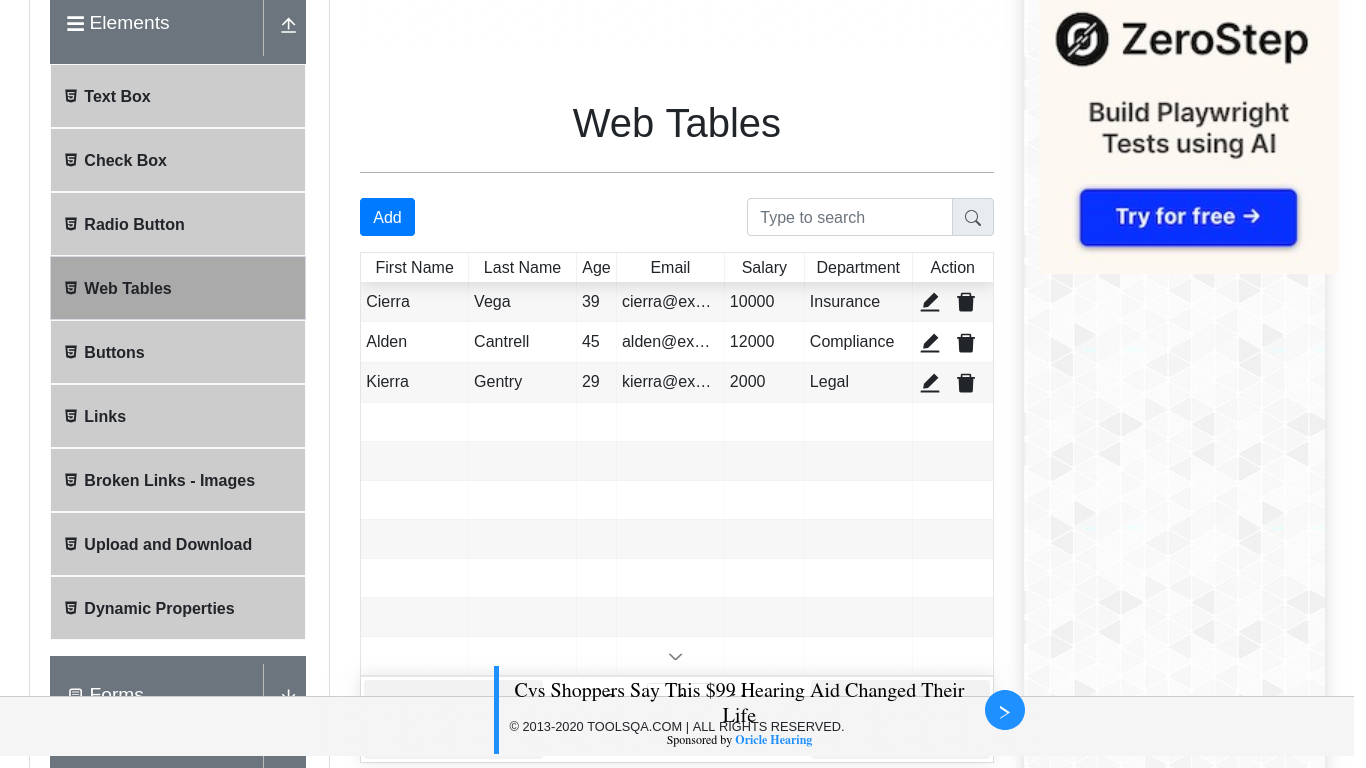 Elements
Text Box
Check Box
Radio Button
Web Tables
Buttons
Links
Broken Links - Images
Upload and Download
Dynamic Properties
Forms
Web Tables
Add
Type to search
First Name Last Name Age Email Salary Department Action
Cierra Vega 39 cierra@ex… 10000 Insurance
Alden Cantrell 45 alden@ex… 12000 Compliance
Kierra Gentry 29 kierra@ex… 2000 Legal
Cvs Shoppers Say This $99 Hearing Aid Changed Their
Life
© 2013-2020 TOOLSQA.COM | ALL RIGHTS RESERVED.
Sponsored by Oricle Hearing
ZeroStep
Build Playwright
Tests using AI
Try for free →